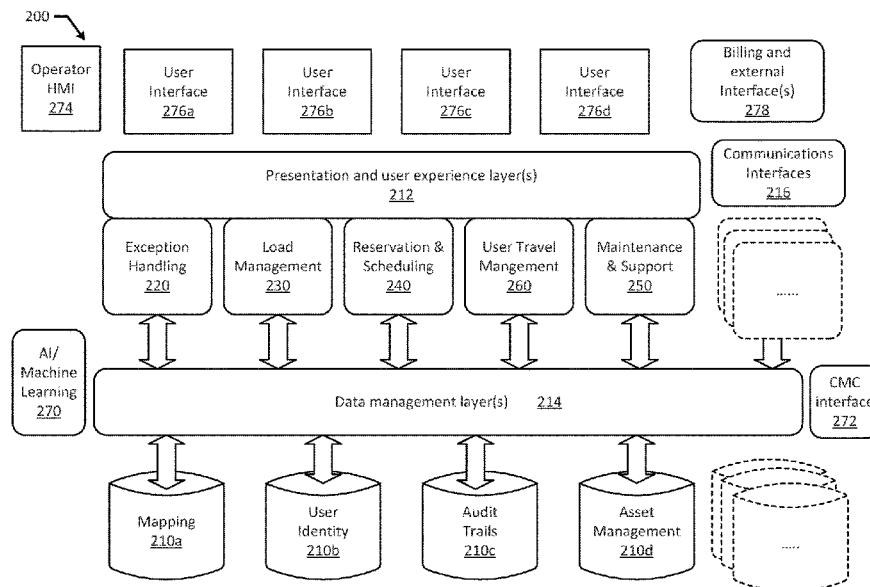 200
Operator
HMI
274
User
Interface
276a
User
Interface
276b
User
Interface
276c
User
Interface
276d
Billing and
external
Interface(s)
278
Presentation and user experience layer(s)
212
Communications
Interfaces
216
Exception
Handling
220
Load
Management
230
Reservation &
Scheduling
240
User Travel
Mangement
260
Maintenance
& Support
250
......
AI/
Machine
Learning
270
Data management layer(s) 214
CMC
interface
272
Mapping
210a
User
Identity
210b
Audit
Trails
210c
Asset
Management
210d
.....